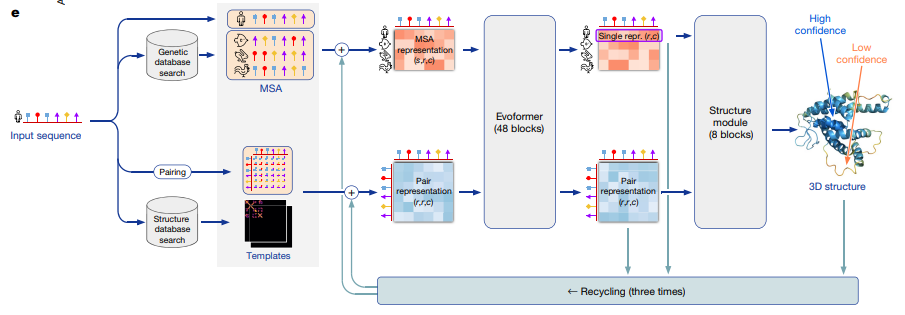 e
High
confidence
Low
confidence
Genetic
database
search
MSA
+
MSA
representation
(s,r,c)
Single repr. (r,c)
Input sequence
Evoformer
(48 blocks)
Structure
module
(8 blocks)
Pairing
+
Pair
representation
(r,r,c)
Pair
representation
(r,r,c)
3D structure
Structure
database
search
Templates
← Recycling (three times)